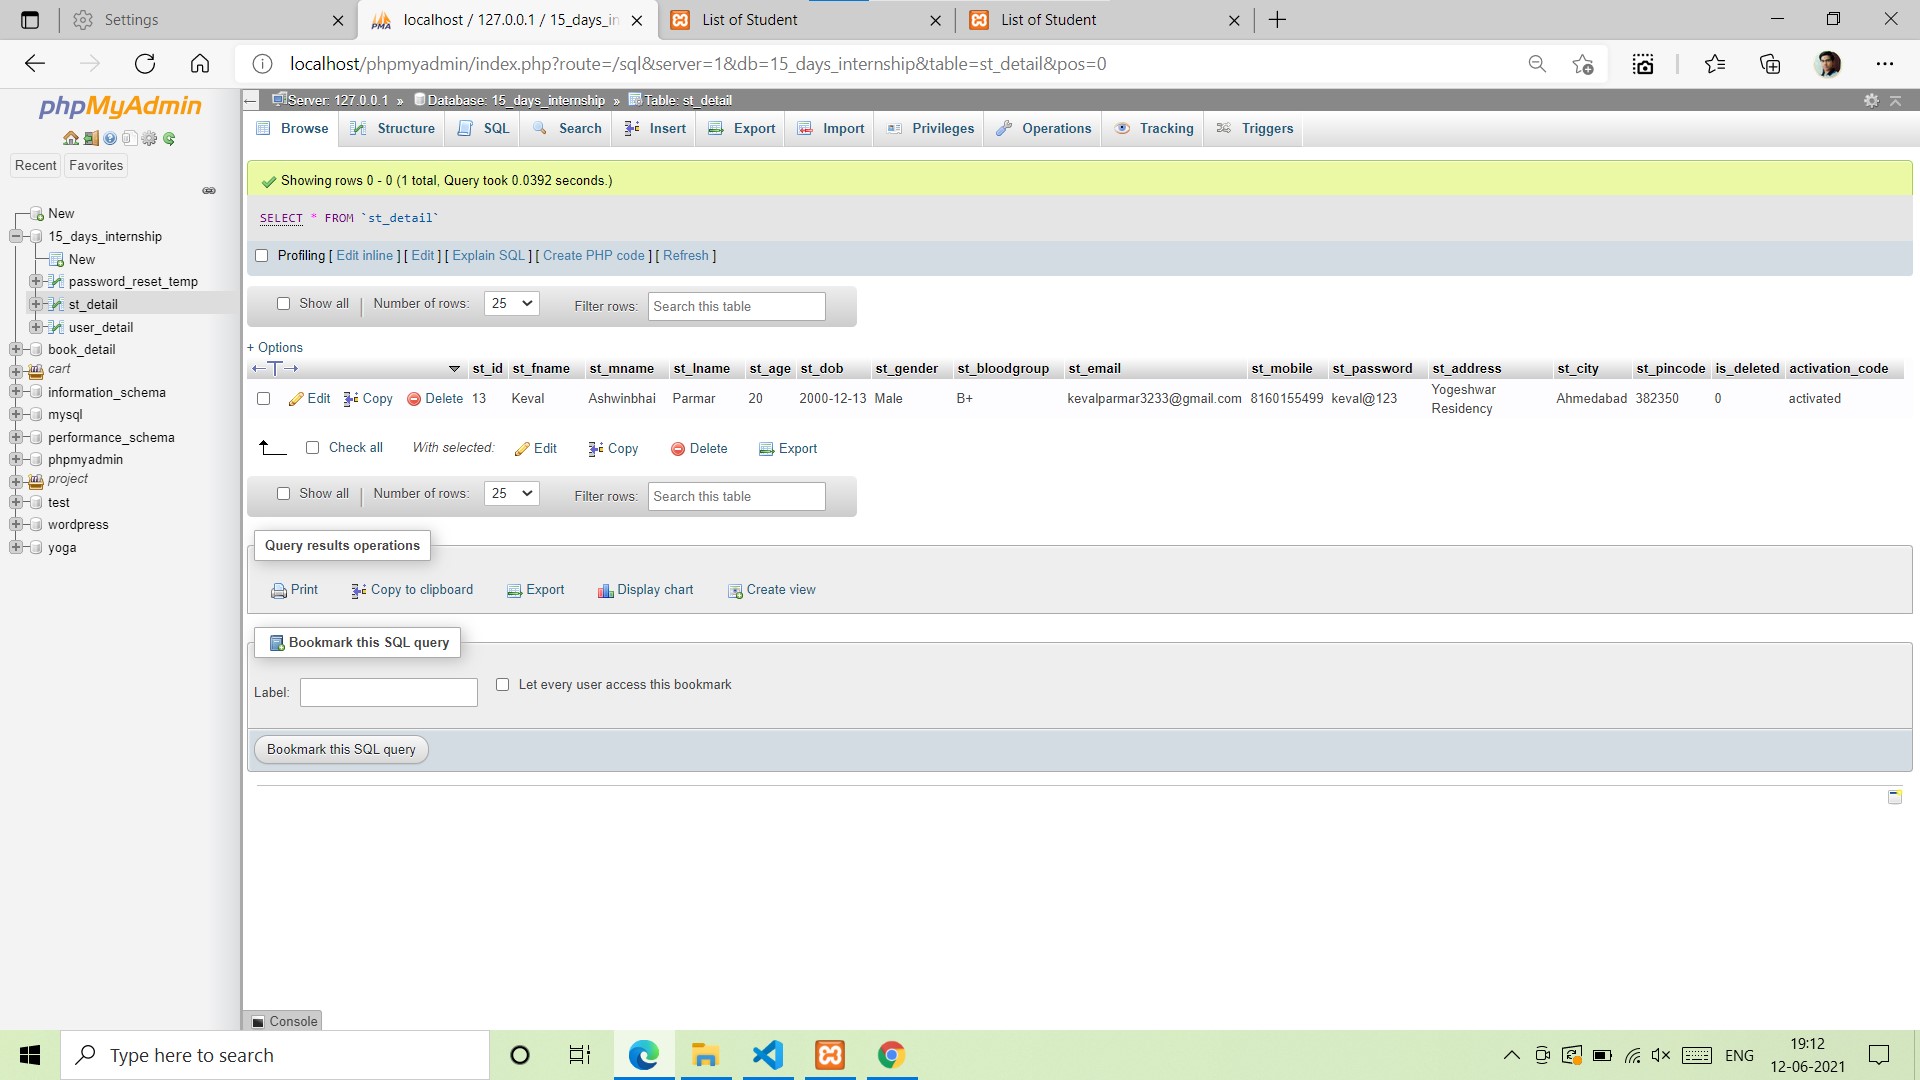 Settings
localhost / 127.0.0.1 / 15_days_in
List of Student
List of Student
localhost/phpmyadmin/index.php?route=/sql&server=1&db=15_days_internship&table=st_detail&pos=0
phpMyAdmin
Recent
Favorites
New
15_days_internship
New
password_reset_temp
st_detail
user_detail
book_detail
cart
information_schema
mysql
performance_schema
phpmyadmin
project
test
wordpress
yoga
Server: 127.0.0.1 » Database: 15_days_internship » Table: st_detail
Browse Structure SQL Search Insert Export Import Privileges Operations Tracking Triggers
Showing rows 0 - 0 (1 total, Query took 0.0392 seconds.)
SELECT * FROM `st_detail`
Profiling [ Edit inline ] [ Edit ] [ Explain SQL ] [ Create PHP code ] [ Refresh ]
Show all | Number of rows: 25 Filter rows: Search this table
+ Options
←T→ st_id st_fname st_mname st_lname st_age st_dob st_gender st_bloodgroup st_email st_mobile st_password st_address st_city st_pincode is_deleted activation_code
Edit Copy Delete 13 Keval Ashwinbhai Parmar 20 2000-12-13 Male B+ kevalparmar3233@gmail.com 8160155499 keval@123 Yogeshwar Residency Ahmedabad 382350 0 activated
Check all With selected: Edit Copy Delete Export
Show all | Number of rows: 25 Filter rows: Search this table
Query results operations
Print Copy to clipboard Export Display chart Create view
Bookmark this SQL query
Label: Let every user access this bookmark
Bookmark this SQL query
Console
Type here to search
ENG
19:12
12-06-2021